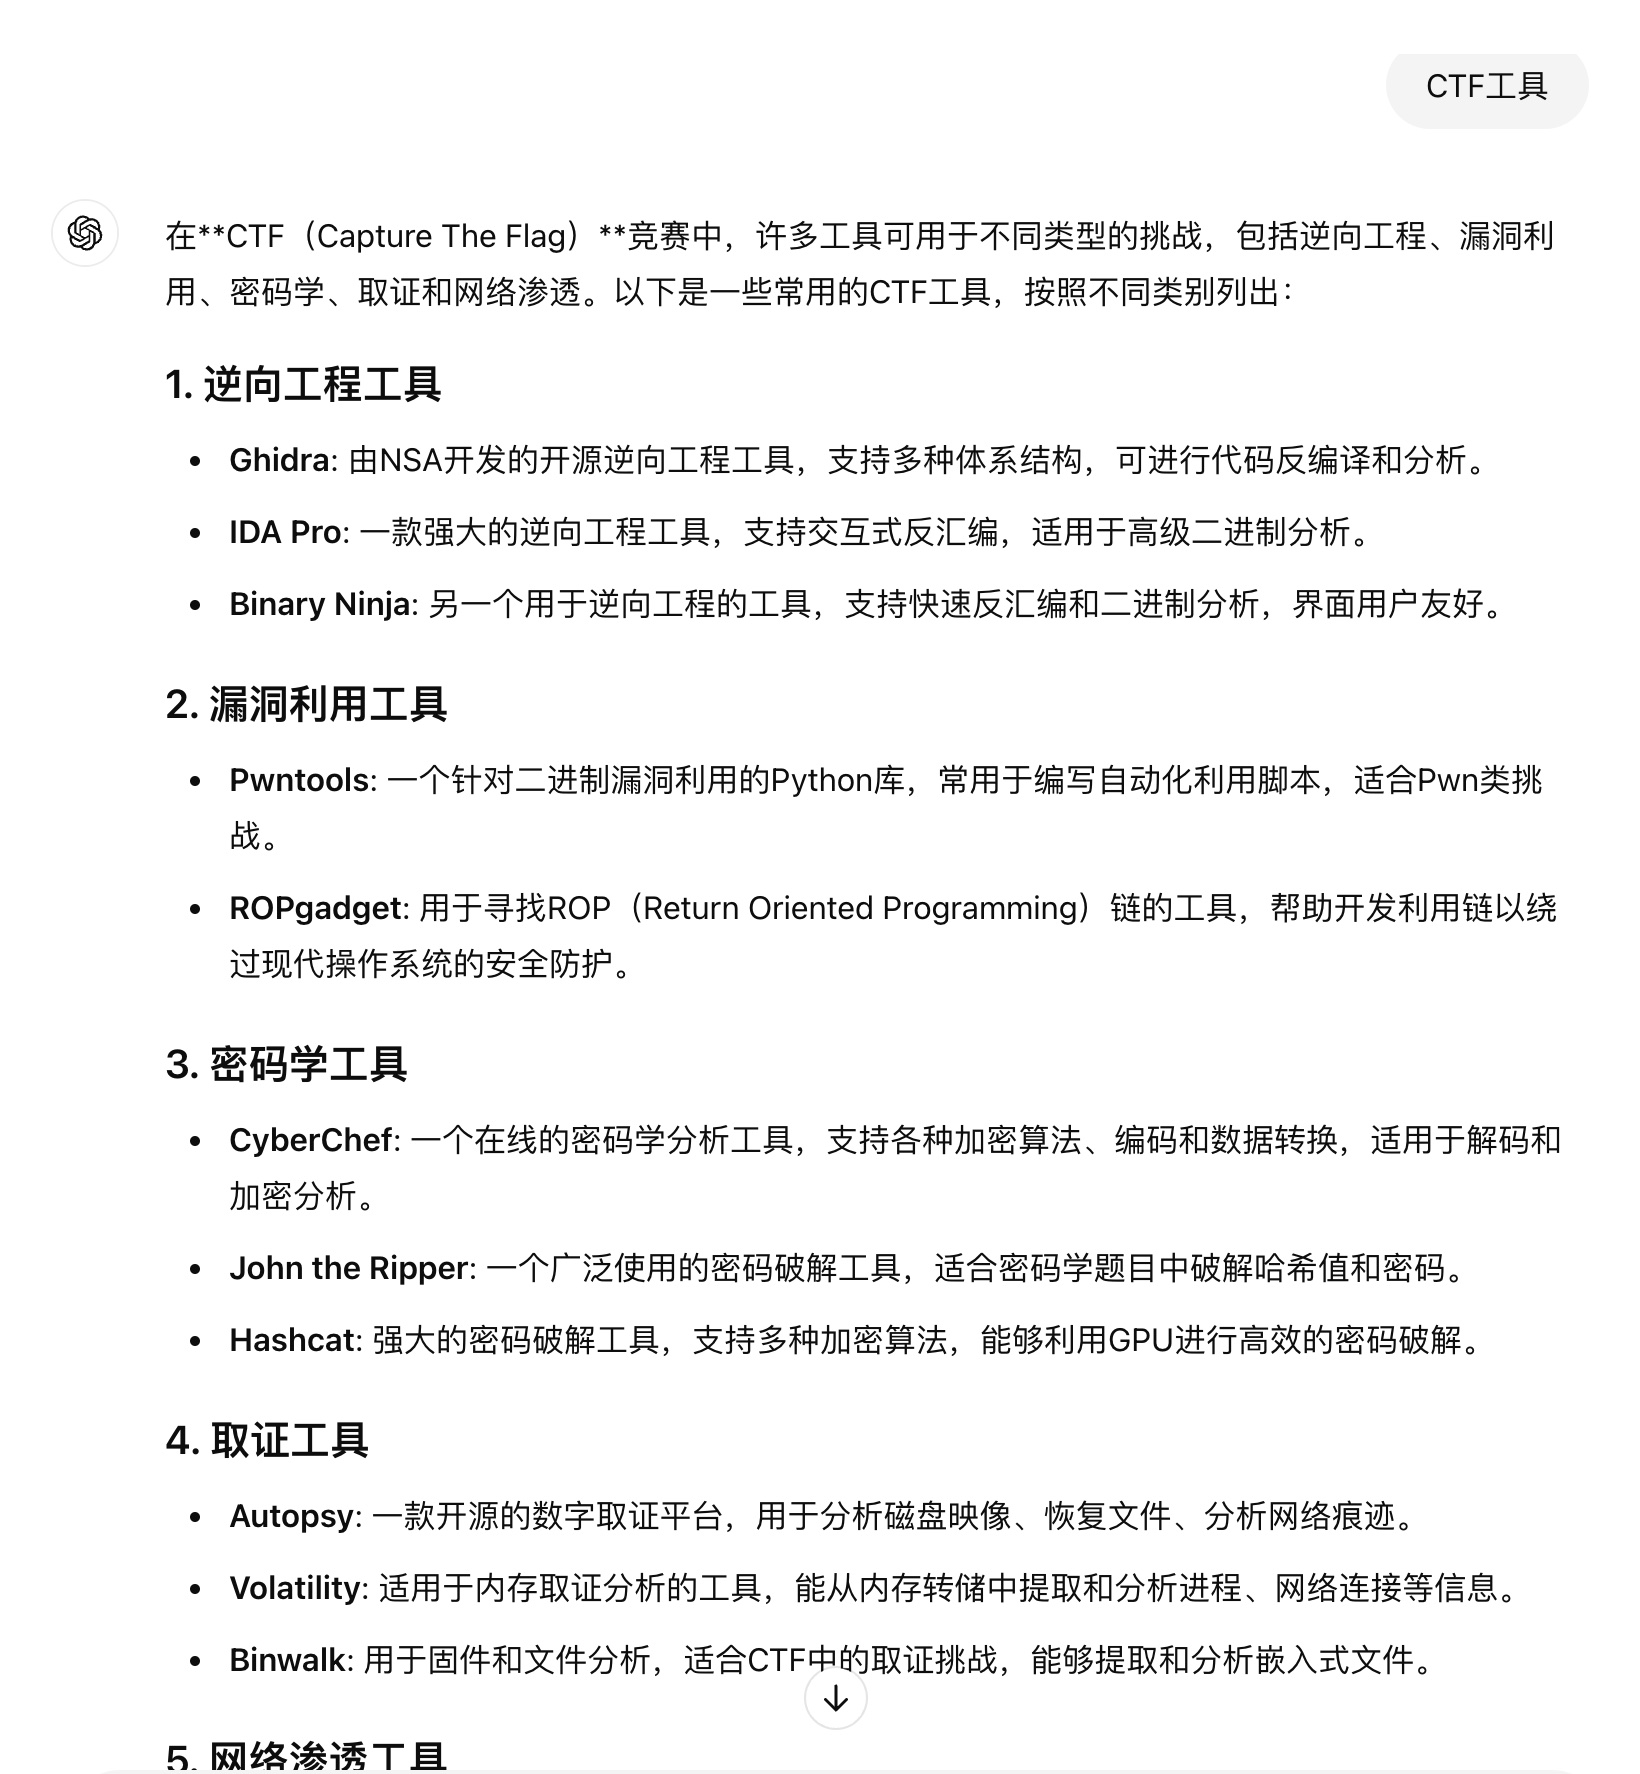 CTF工具
在**CTF（Capture The Flag）**竞赛中，许多工具可用于不同类型的挑战，包括逆向工程、漏洞利
用、密码学、取证和网络渗透。以下是一些常用的CTF工具，按照不同类别列出：
1. 逆向工程工具
• Ghidra: 由NSA开发的开源逆向工程工具，支持多种体系结构，可进行代码反编译和分析。
• IDA Pro: 一款强大的逆向工程工具，支持交互式反汇编，适用于高级二进制分析。
• Binary Ninja: 另一个用于逆向工程的工具，支持快速反汇编和二进制分析，界面用户友好。
2. 漏洞利用工具
• Pwntools: 一个针对二进制漏洞利用的Python库，常用于编写自动化利用脚本，适合Pwn类挑
战。
• ROPgadget: 用于寻找ROP（Return Oriented Programming）链的工具，帮助开发利用链以绕
过现代操作系统的安全防护。
3. 密码学工具
• CyberChef: 一个在线的密码学分析工具，支持各种加密算法、编码和数据转换，适用于解码和
加密分析。
• John the Ripper: 一个广泛使用的密码破解工具，适合密码学题目中破解哈希值和密码。
• Hashcat: 强大的密码破解工具，支持多种加密算法，能够利用GPU进行高效的密码破解。
4. 取证工具
• Autopsy: 一款开源的数字取证平台，用于分析磁盘映像、恢复文件、分析网络痕迹。
• Volatility: 适用于内存取证分析的工具，能从内存转储中提取和分析进程、网络连接等信息。
• Binwalk: 用于固件和文件分析，适合CTF中的取证挑战，能够提取和分析嵌入式文件。
5. 网络渗透工具